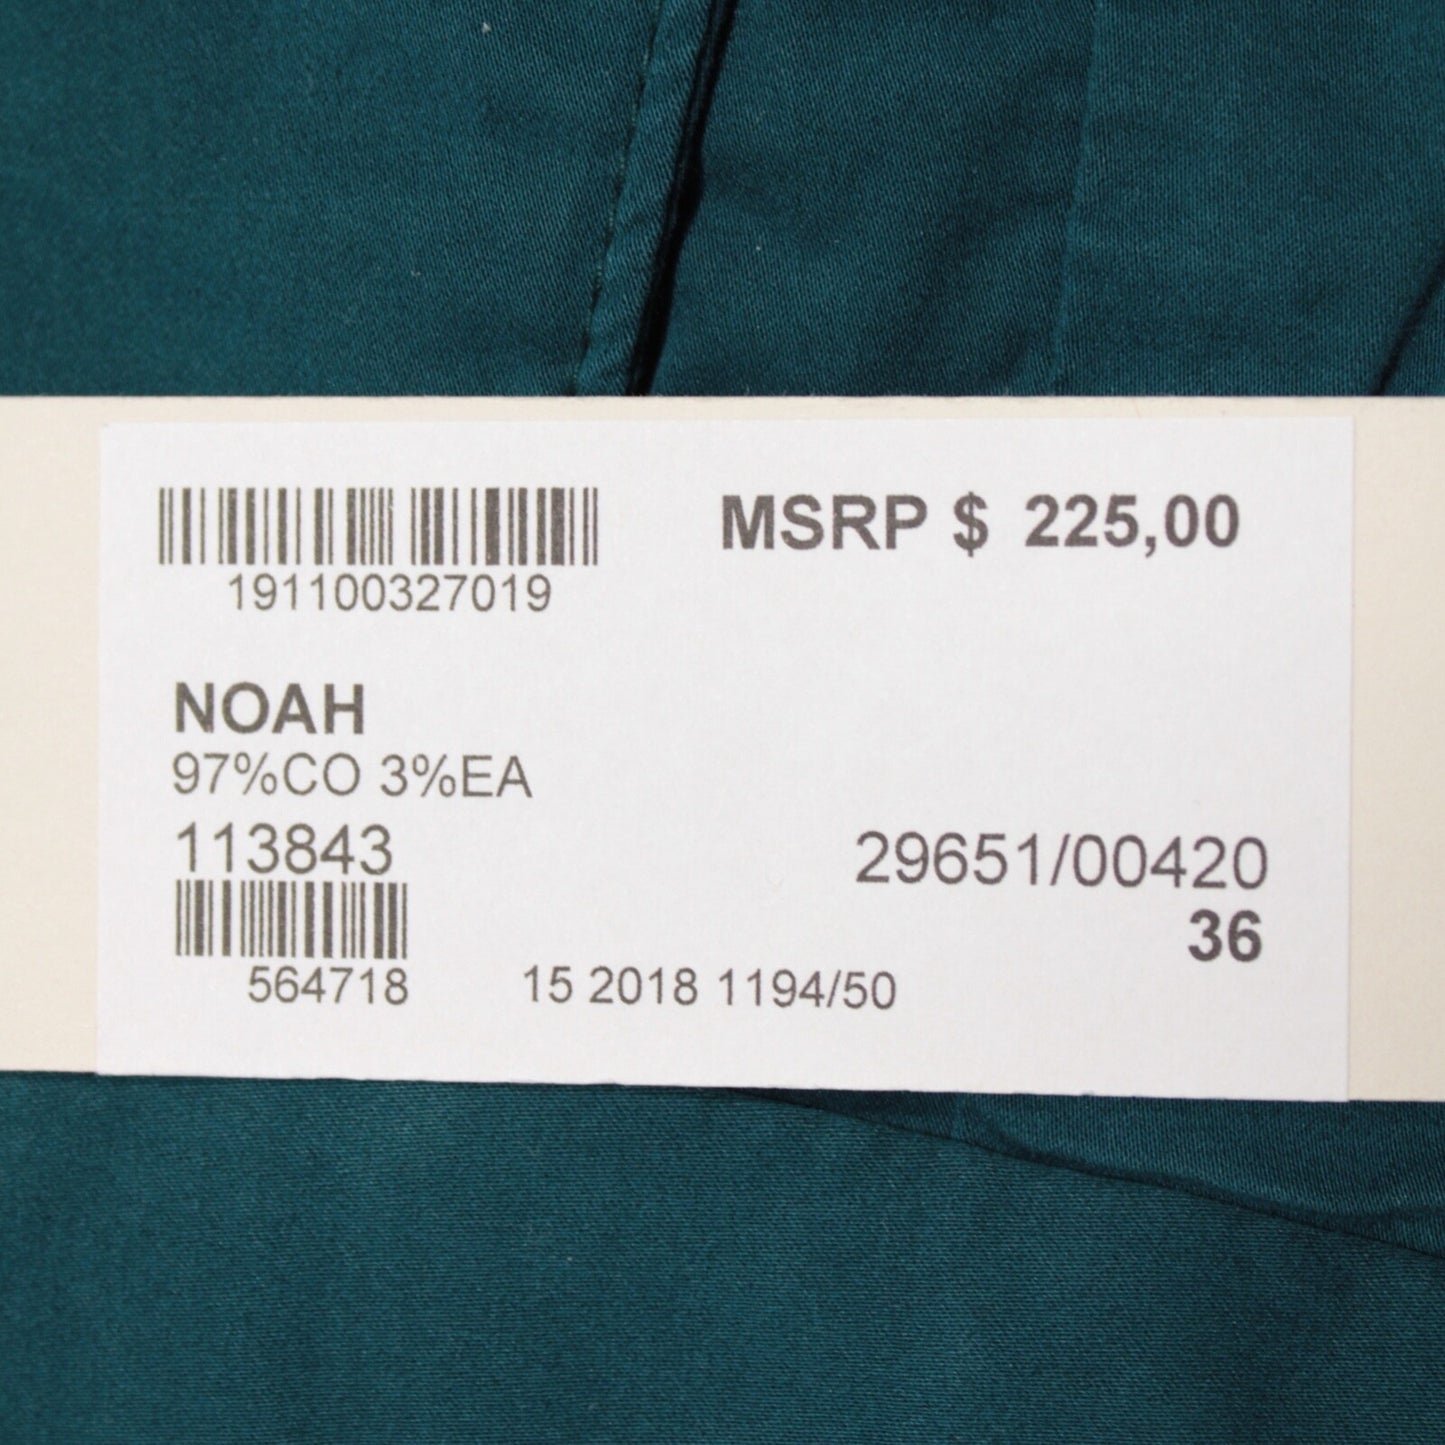 191100327019
MSRP $ 225,00
NOAH
97%CO 3%EA
113843
29651/00420
36
564718
15 2018 1194/50